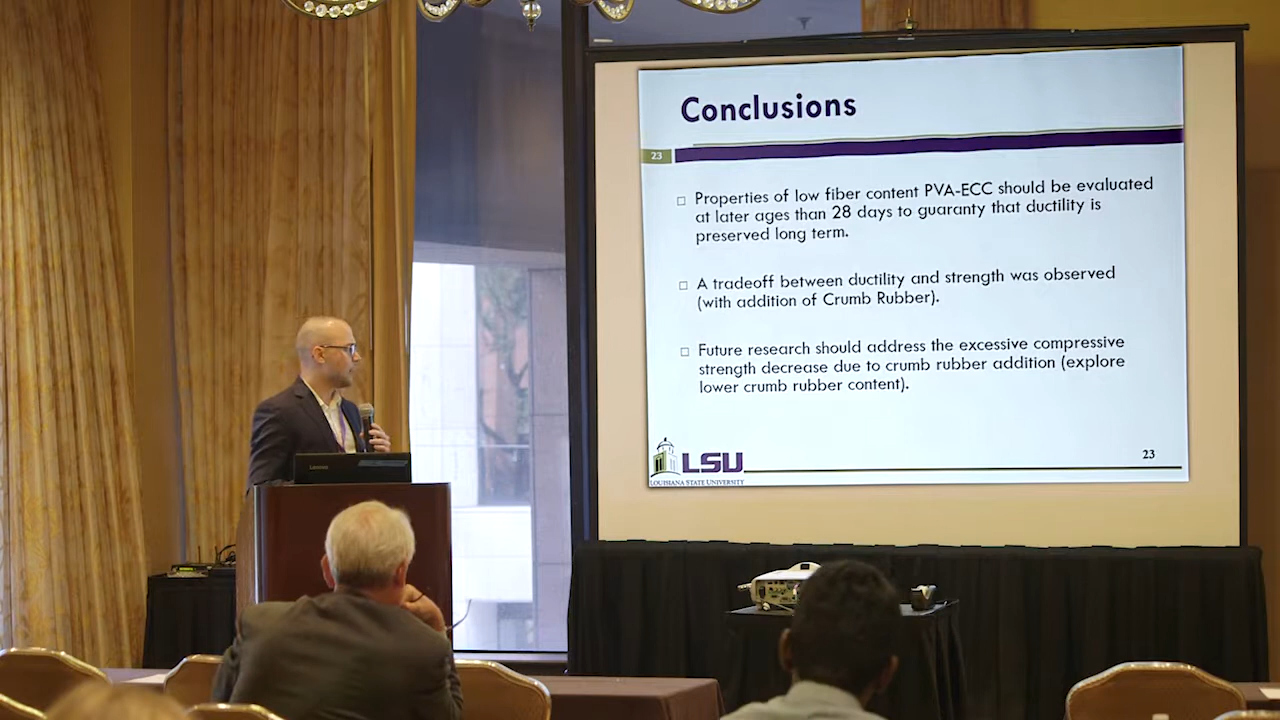 Conclusions
23
□ Properties of low fiber content PVA-ECC should be evaluated
at later ages than 28 days to guaranty that ductility is
preserved long term.
□ A tradeoff between ductility and strength was observed
(with addition of Crumb Rubber).
□ Future research should address the excessive compressive
strength decrease due to crumb rubber addition (explore
lower crumb rubber content).
LSU
LOUISIANA STATE UNIVERSITY
23
Lenovo